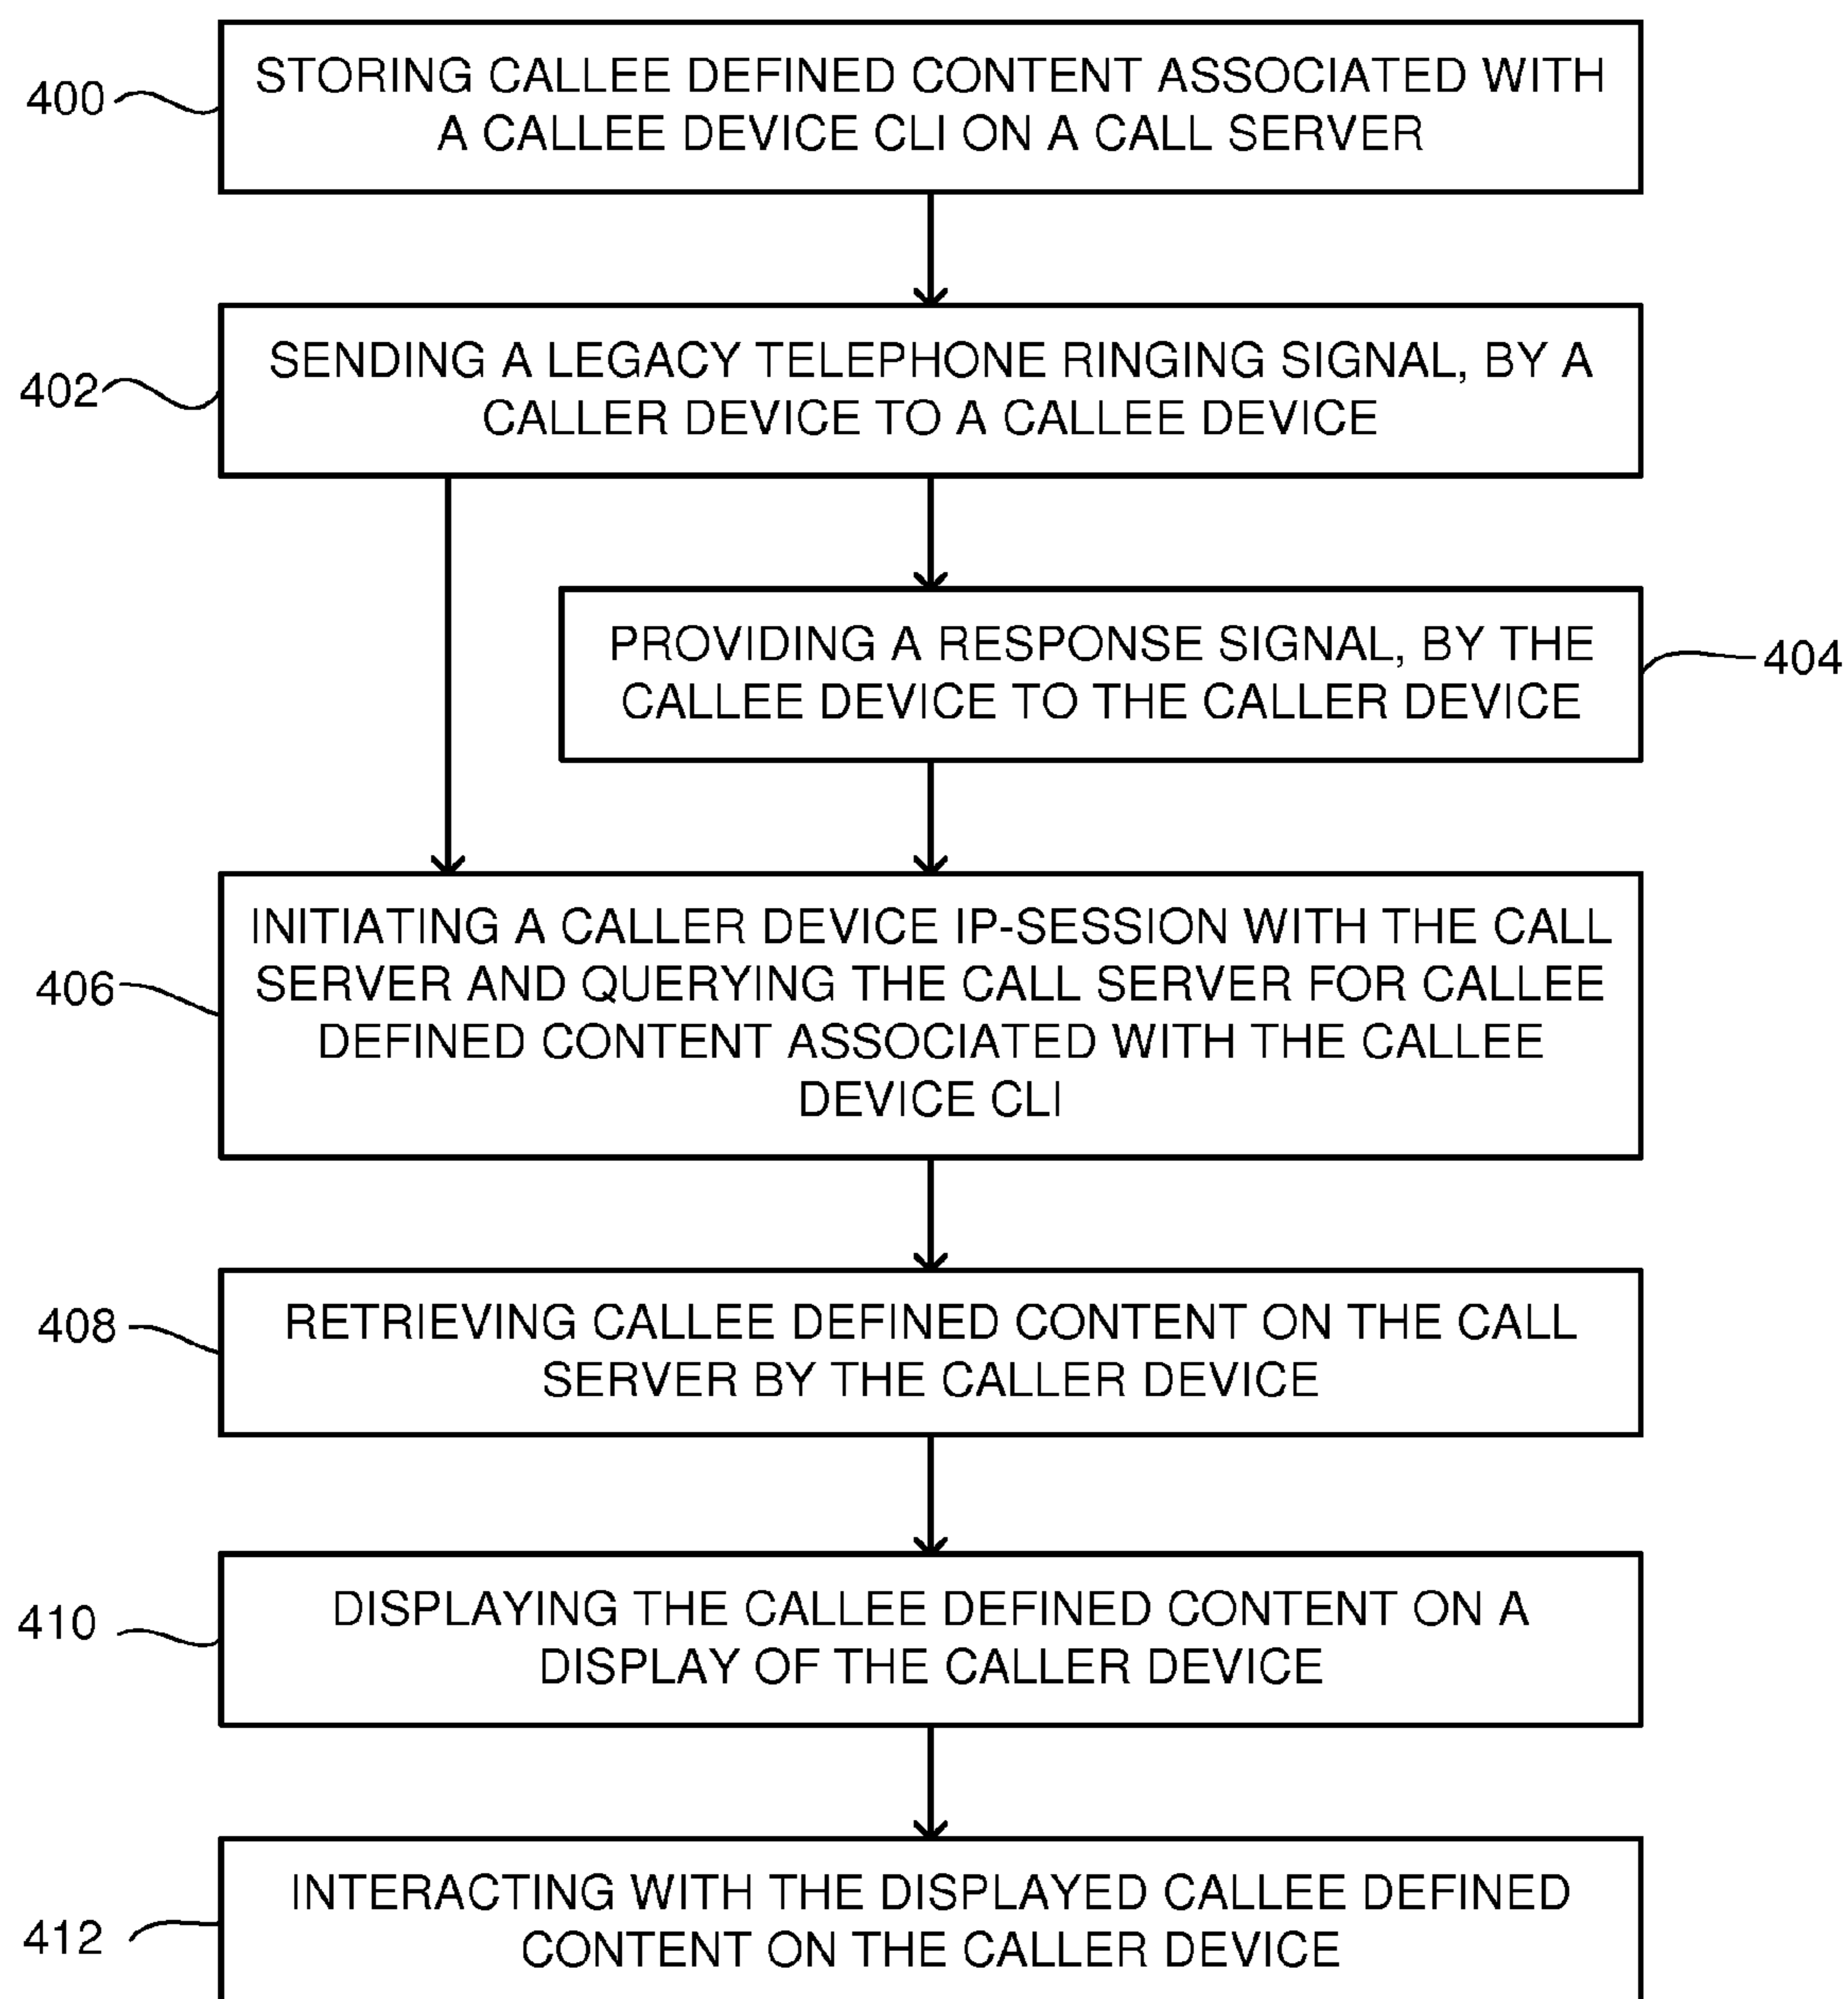 400
STORING CALLEE DEFINED CONTENT ASSOCIATED WITH
A CALLEE DEVICE CLI ON A CALL SERVER
402
SENDING A LEGACY TELEPHONE RINGING SIGNAL, BY A
CALLER DEVICE TO A CALLEE DEVICE
PROVIDING A RESPONSE SIGNAL, BY THE
CALLEE DEVICE TO THE CALLER DEVICE
404
406
INITIATING A CALLER DEVICE IP-SESSION WITH THE CALL
SERVER AND QUERYING THE CALL SERVER FOR CALLEE
DEFINED CONTENT ASSOCIATED WITH THE CALLEE
DEVICE CLI
408
RETRIEVING CALLEE DEFINED CONTENT ON THE CALL
SERVER BY THE CALLER DEVICE
410
DISPLAYING THE CALLEE DEFINED CONTENT ON A
DISPLAY OF THE CALLER DEVICE
412
INTERACTING WITH THE DISPLAYED CALLEE DEFINED
CONTENT ON THE CALLER DEVICE